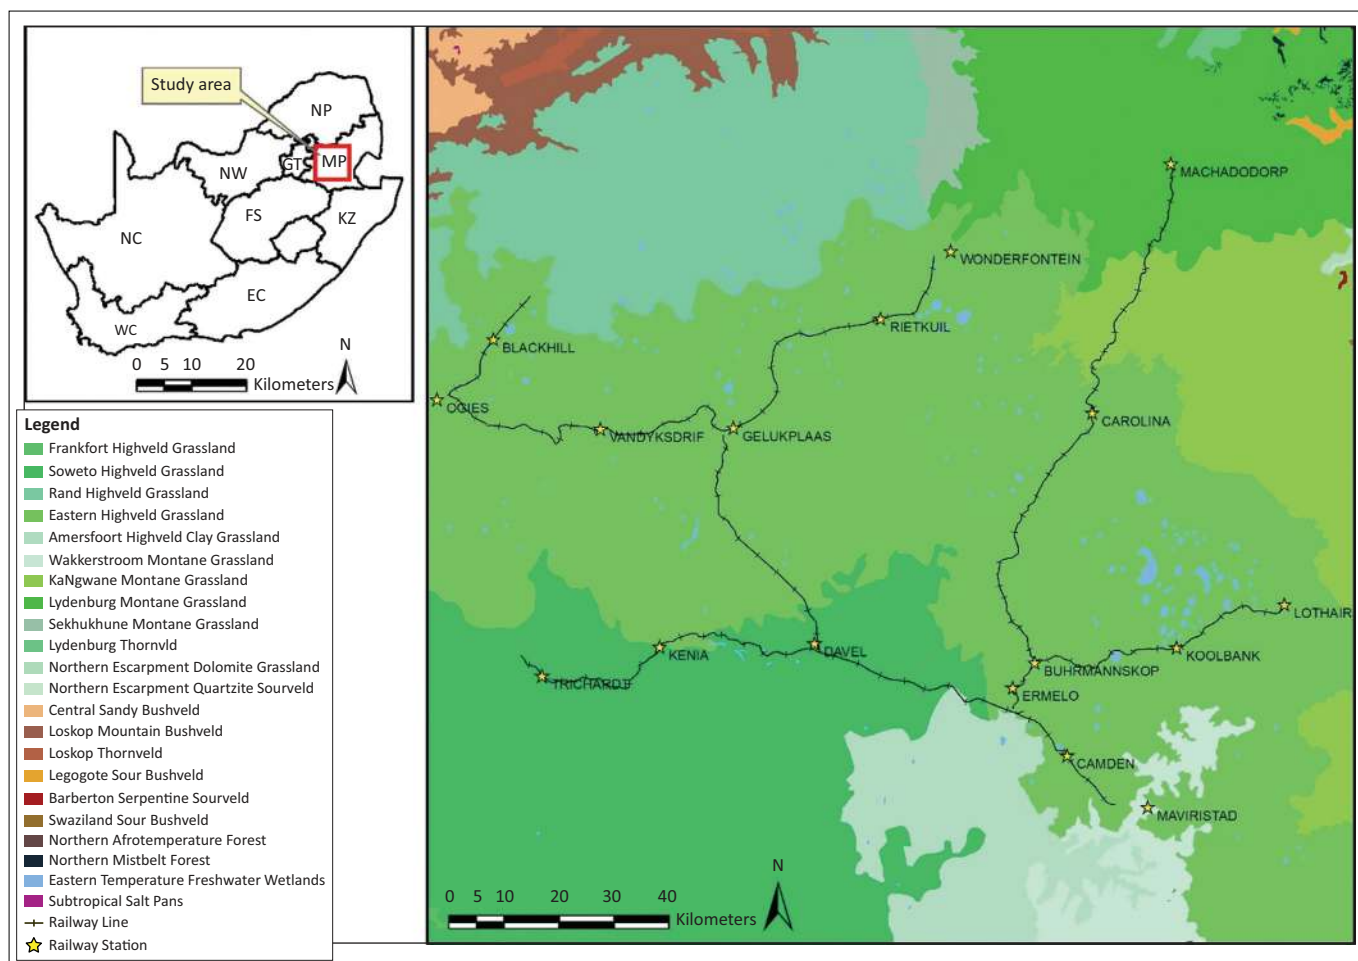 Study area
NP
MP
GT
NW
FS
KZ
NC
EC
WC
N
0 5 10 20
Kilometers
Legend
Frankfort Highveld Grassland
Soweto Highveld Grassland
Rand Highveld Grassland
Eastern Highveld Grassland
Amersfoort Highveld Clay Grassland
Wakkerstroom Montane Grassland
KaNgwane Montane Grassland
Lydenburg Montane Grassland
Sekhukhune Montane Grassland
Lydenburg Thornvld
Northern Escarpment Dolomite Grassland
Northern Escarpment Quartzite Sourveld
Central Sandy Bushveld
Loskop Mountain Bushveld
Loskop Thornveld
Legogote Sour Bushveld
Barberton Serpentine Sourveld
Swaziland Sour Bushveld
Northern Afrotemperature Forest
Northern Mistbelt Forest
Eastern Temperature Freshwater Wetlands
Subtropical Salt Pans
Railway Line
Railway Station
MACHADODORP
WONDERFONTEIN
RIETKUIL
BLACKHILL
OGIES
CAROLINA
VANDYKSDRIF
GELUKPLAAS
LOTHAIR
KENIA
DAVEL
KOOLBANK
BUHRMANNSKOP
TRICHARDT
ERMELO
CAMDEN
MAVIRISTAD
N
0 5 10 20 30 40
Kilometers